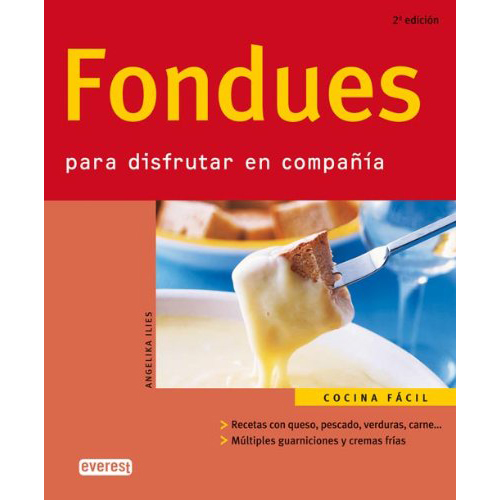 2ª edición
Fondues
para disfrutar en compañía
ANGELIKA ILIES
COCINA FÁCIL
> Recetas con queso, pescado, verduras, carne...
> Múltiples guarniciones y cremas frías
everest